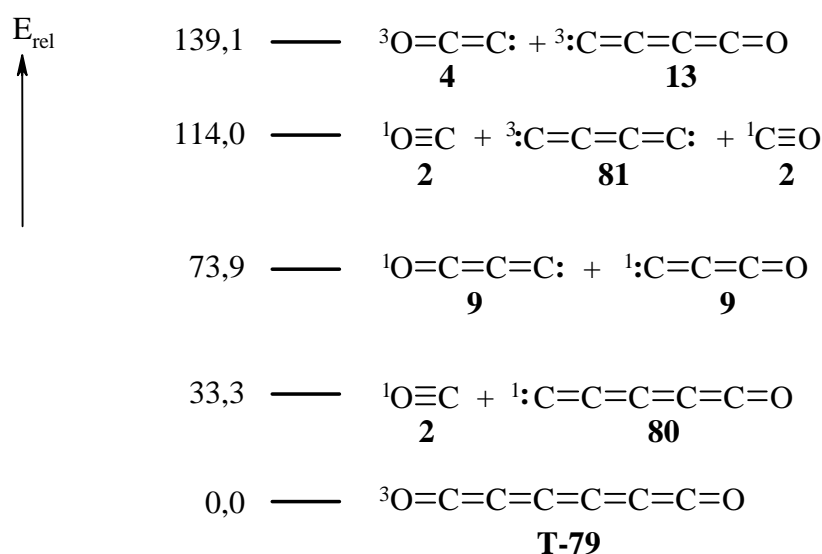 E_rel
139,1 ³O=C=C: + ³:C=C=C=C=O
4 13
114,0 ¹O≡C + ³:C=C=C=C: + ¹C≡O
2 81 2
73,9 ¹O=C=C=C: + ¹:C=C=C=O
9 9
33,3 ¹O≡C + ¹:C=C=C=C=C=O
2 80
0,0 ³O=C=C=C=C=C=C=O
T-79